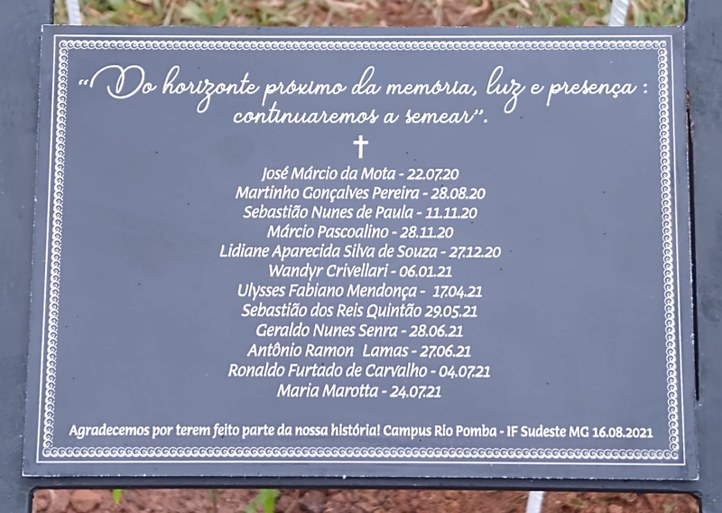 “Do horizonte próximo da memória, luz e presença :
continuaremos a semear”.
José Márcio da Mota - 22.07.20
Martinho Gonçalves Pereira - 28.08.20
Sebastião Nunes de Paula - 11.11.20
Márcio Pascoalino - 28.11.20
Lidiane Aparecida Silva de Souza - 27.12.20
Wandyr Crivellari - 06.01.21
Ulysses Fabiano Mendonça - 17.04.21
Sebastião dos Reis Quintão 29.05.21
Geraldo Nunes Senra - 28.06.21
Antônio Ramon Lamas - 27.06.21
Ronaldo Furtado de Carvalho - 04.07.21
Maria Marotta - 24.07.21
Agradecemos por terem feito parte da nossa história! Campus Rio Pomba - IF Sudeste MG 16.08.2021